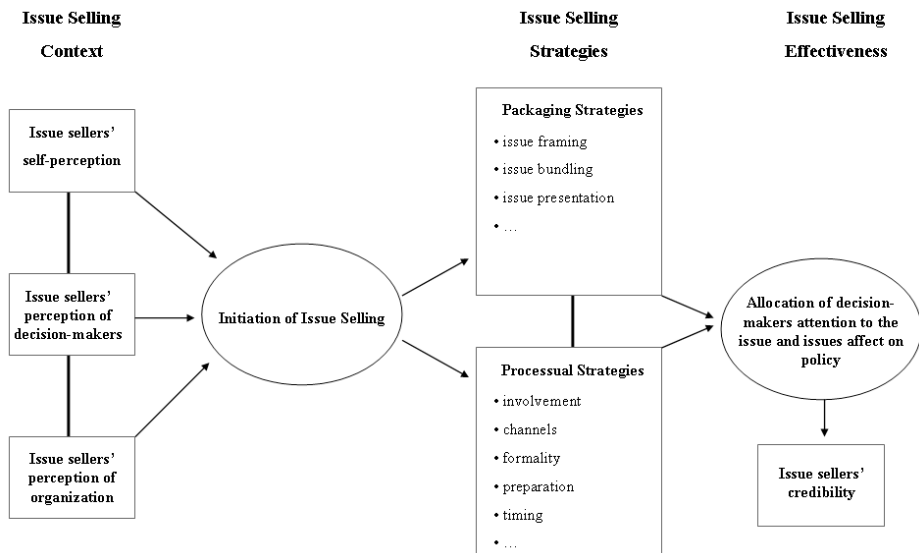 Issue Selling
Context
Issue Selling
Strategies
Issue Selling
Effectiveness
Issue sellers'
self-perception
Issue sellers'
perception of
decision-makers
Issue sellers'
perception of
organization
Initiation of Issue Selling
Packaging Strategies
• issue framing
• issue bundling
• issue presentation
• …
Processual Strategies
• involvement
• channels
• formality
• preparation
• timing
• …
Allocation of decision-
makers attention to the
issue and issues affect on
policy
Issue sellers'
credibility